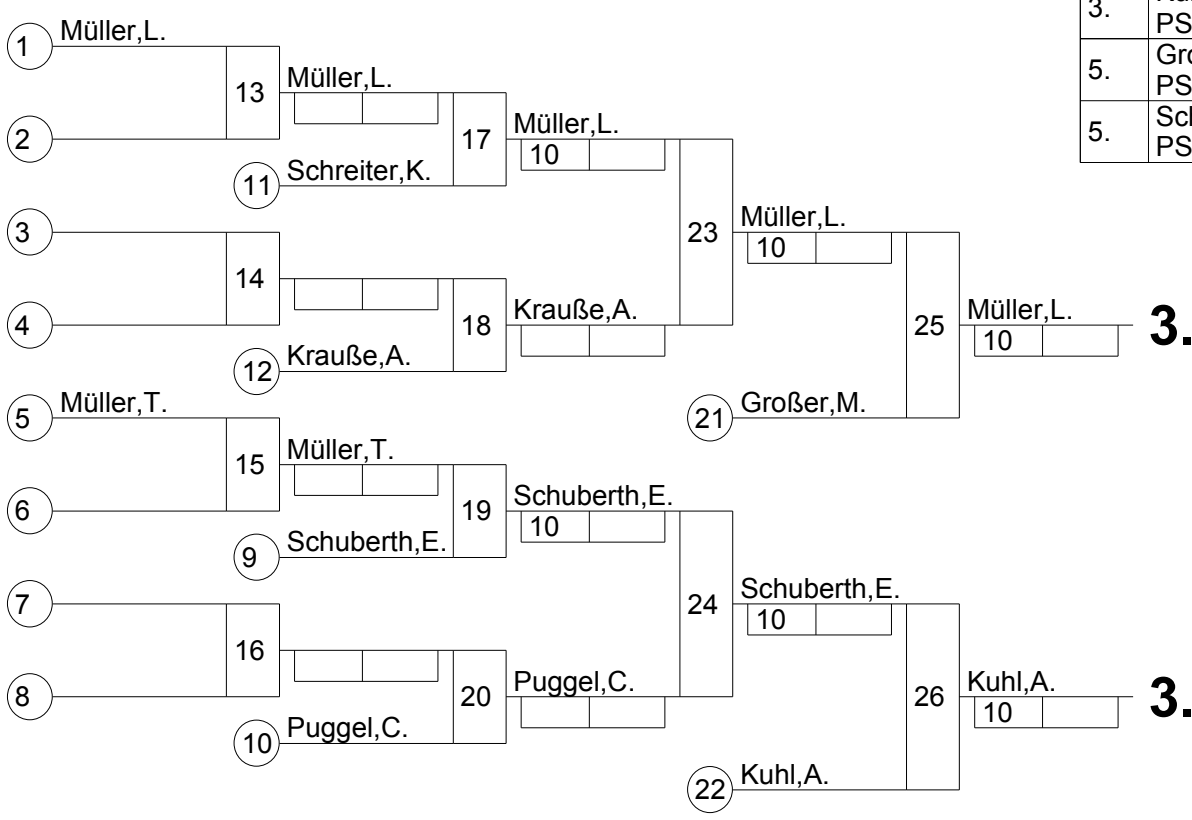 3.
PS
5.
PS
5.
PS
1
Müller,L.
13
Müller,L.
2
17
Müller,L.
10
11
Schreiter,K.
3
23
Müller,L.
10
14
4
18
Krauße,A.
12
Krauße,A.
25
Müller,L.
10
3.
5
Müller,T.
21
Großer,M.
15
Müller,T.
6
19
Schuberth,E.
10
9
Schuberth,E.
7
24
Schuberth,E.
10
16
8
20
Puggel,C.
10
Puggel,C.
26
Kuhl,A.
10
3.
22
Kuhl,A.